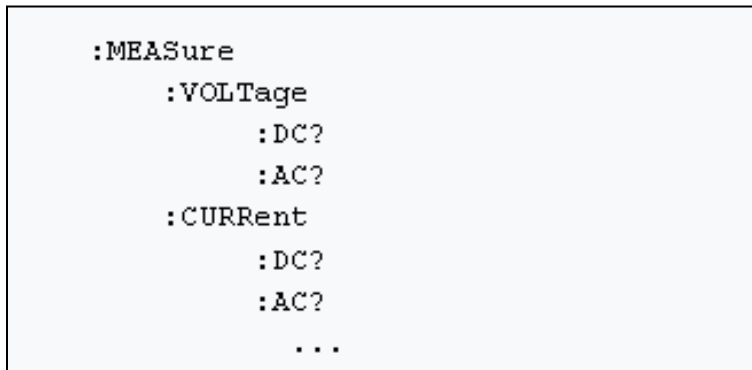 :MEASure
:VOLTage
:DC?
:AC?
:CURRent
:DC?
:AC?
...